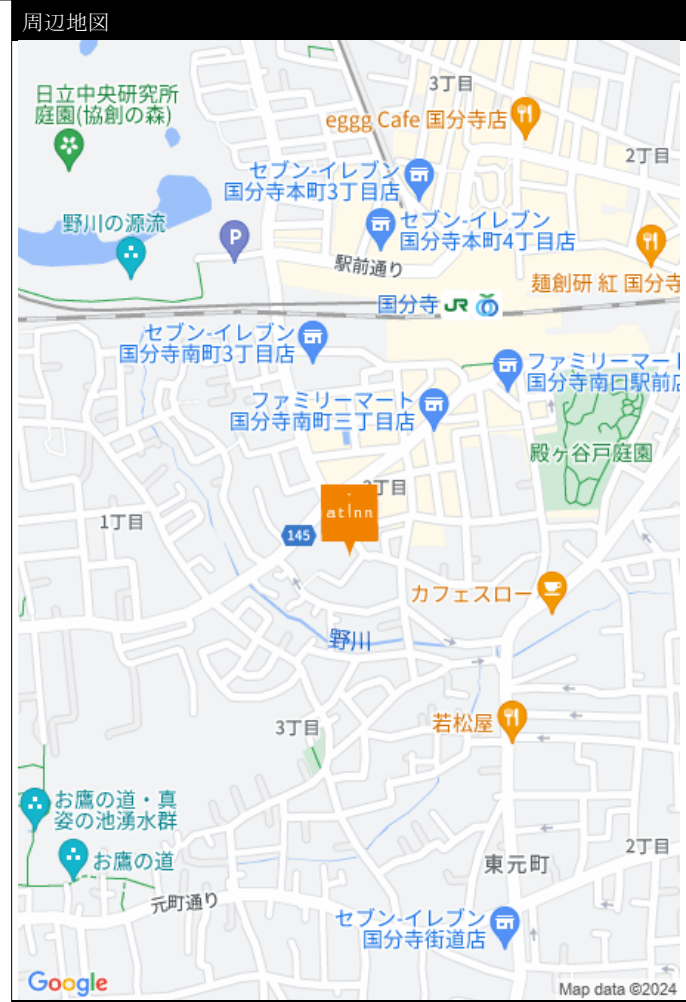 周辺地図
3丁目
日立中央研究所
庭園(協創の森)
eggg Cafe 国分寺店
2丁目
セブン-イレブン
国分寺本町3丁目店
野川の源流
P
セブン-イレブン
国分寺本町4丁目店
駅前通り
麺創研 紅 国分寺
国分寺 JR
セブン-イレブン
国分寺南町3丁目店
ファミリーマート
国分寺南口駅前店
ファミリーマート
国分寺南町三丁目店
殿ヶ谷戸庭園
2丁目
at inn
1丁目
145
カフェスロー
野川
若松屋
3丁目
お鷹の道・真
姿の池湧水群
お鷹の道
2丁目
東元町
元町通り
セブン-イレブン
国分寺街道店
Google
Map data ©2024